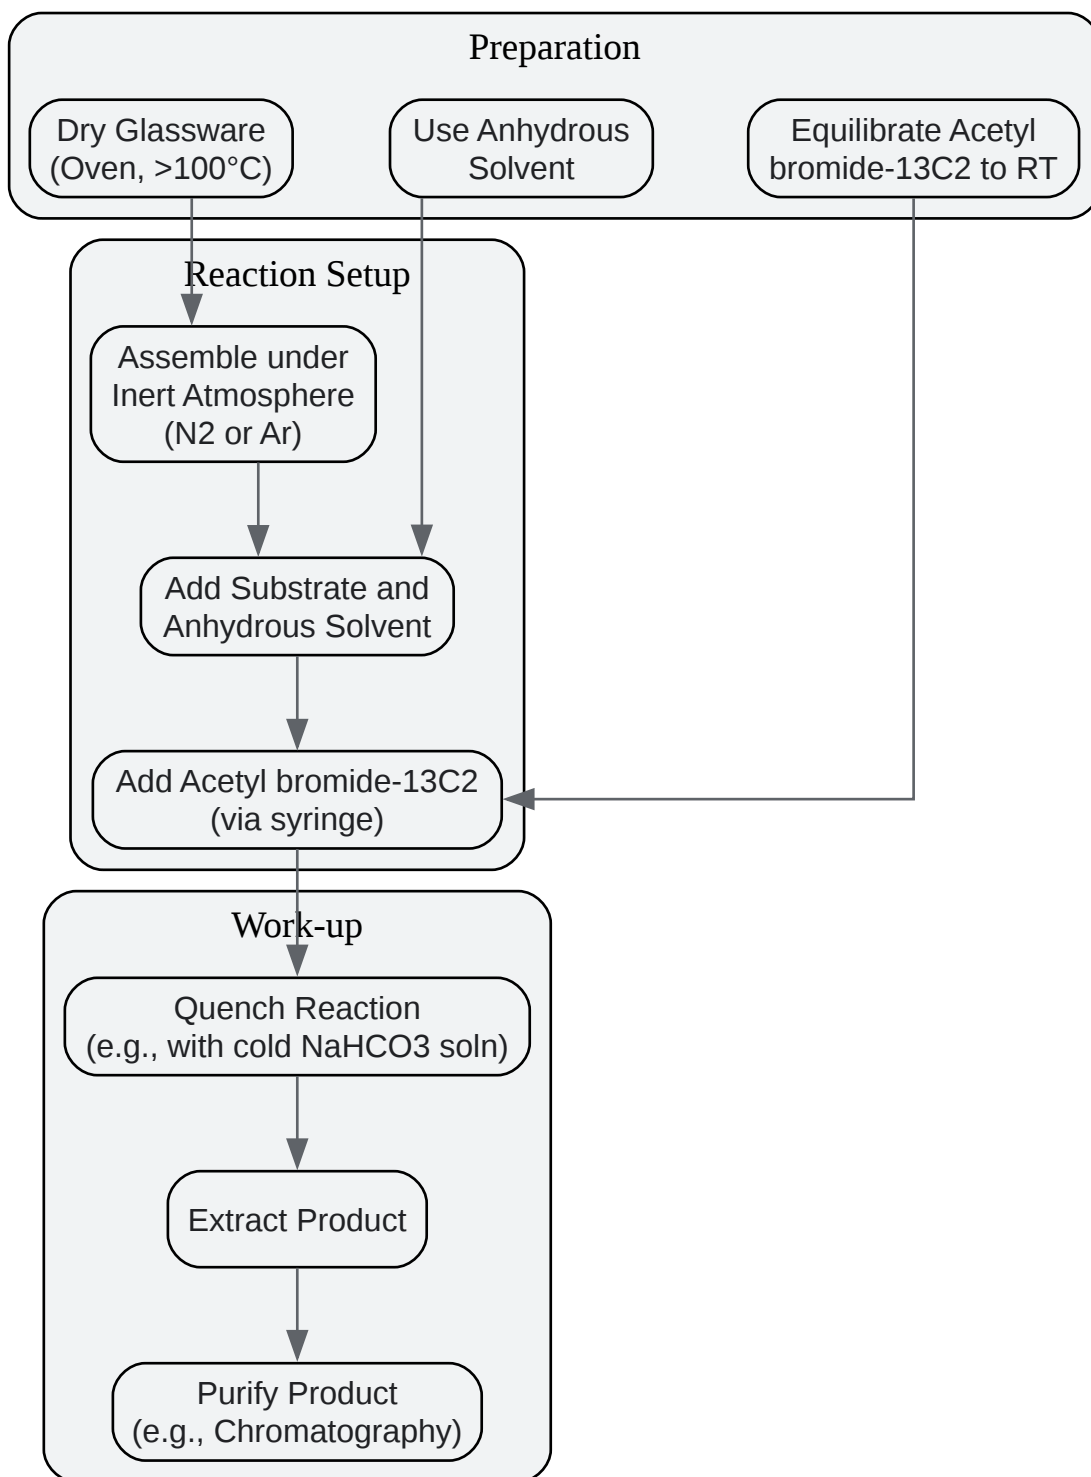 Preparation
Dry Glassware
(Oven, >100°C)
Use Anhydrous
Solvent
Equilibrate Acetyl
bromide-13C2 to RT
Reaction Setup
Assemble under
Inert Atmosphere
(N2 or Ar)
Add Substrate and
Anhydrous Solvent
Add Acetyl bromide-13C2
(via syringe)
Work-up
Quench Reaction
(e.g., with cold NaHCO3 soln)
Extract Product
Purify Product
(e.g., Chromatography)